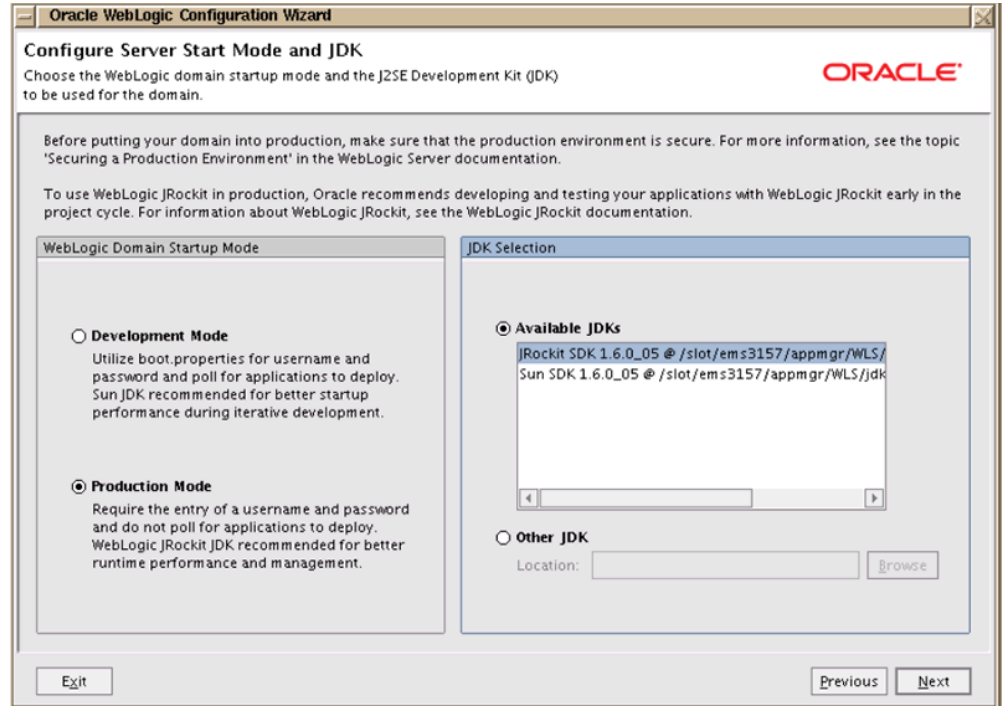 Oracle WebLogic Configuration Wizard
Configure Server Start Mode and JDK
Choose the WebLogic domain startup mode and the J2SE Development Kit (JDK)
to be used for the domain.
ORACLE
Before putting your domain into production, make sure that the production environment is secure. For more information, see the topic
'Securing a Production Environment' in the WebLogic Server documentation.
To use WebLogic JRockit in production, Oracle recommends developing and testing your applications with WebLogic JRockit early in the
project cycle. For information about WebLogic JRockit, see the WebLogic JRockit documentation.
WebLogic Domain Startup Mode
Development Mode
Utilize boot.properties for username and
password and poll for applications to deploy.
Sun JDK recommended for better startup
performance during iterative development.
Production Mode
Require the entry of a username and password
and do not poll for applications to deploy.
WebLogic JRockit JDK recommended for better
runtime performance and management.
JDK Selection
Available JDKs
JRockit SDK 1.6.0_05 @ /slot/ems3157/appmgr/WLS/
Sun SDK 1.6.0_05 @ /slot/ems3157/appmgr/WLS/jdk
Other JDK
Location:
Browse
Exit
Previous
Next